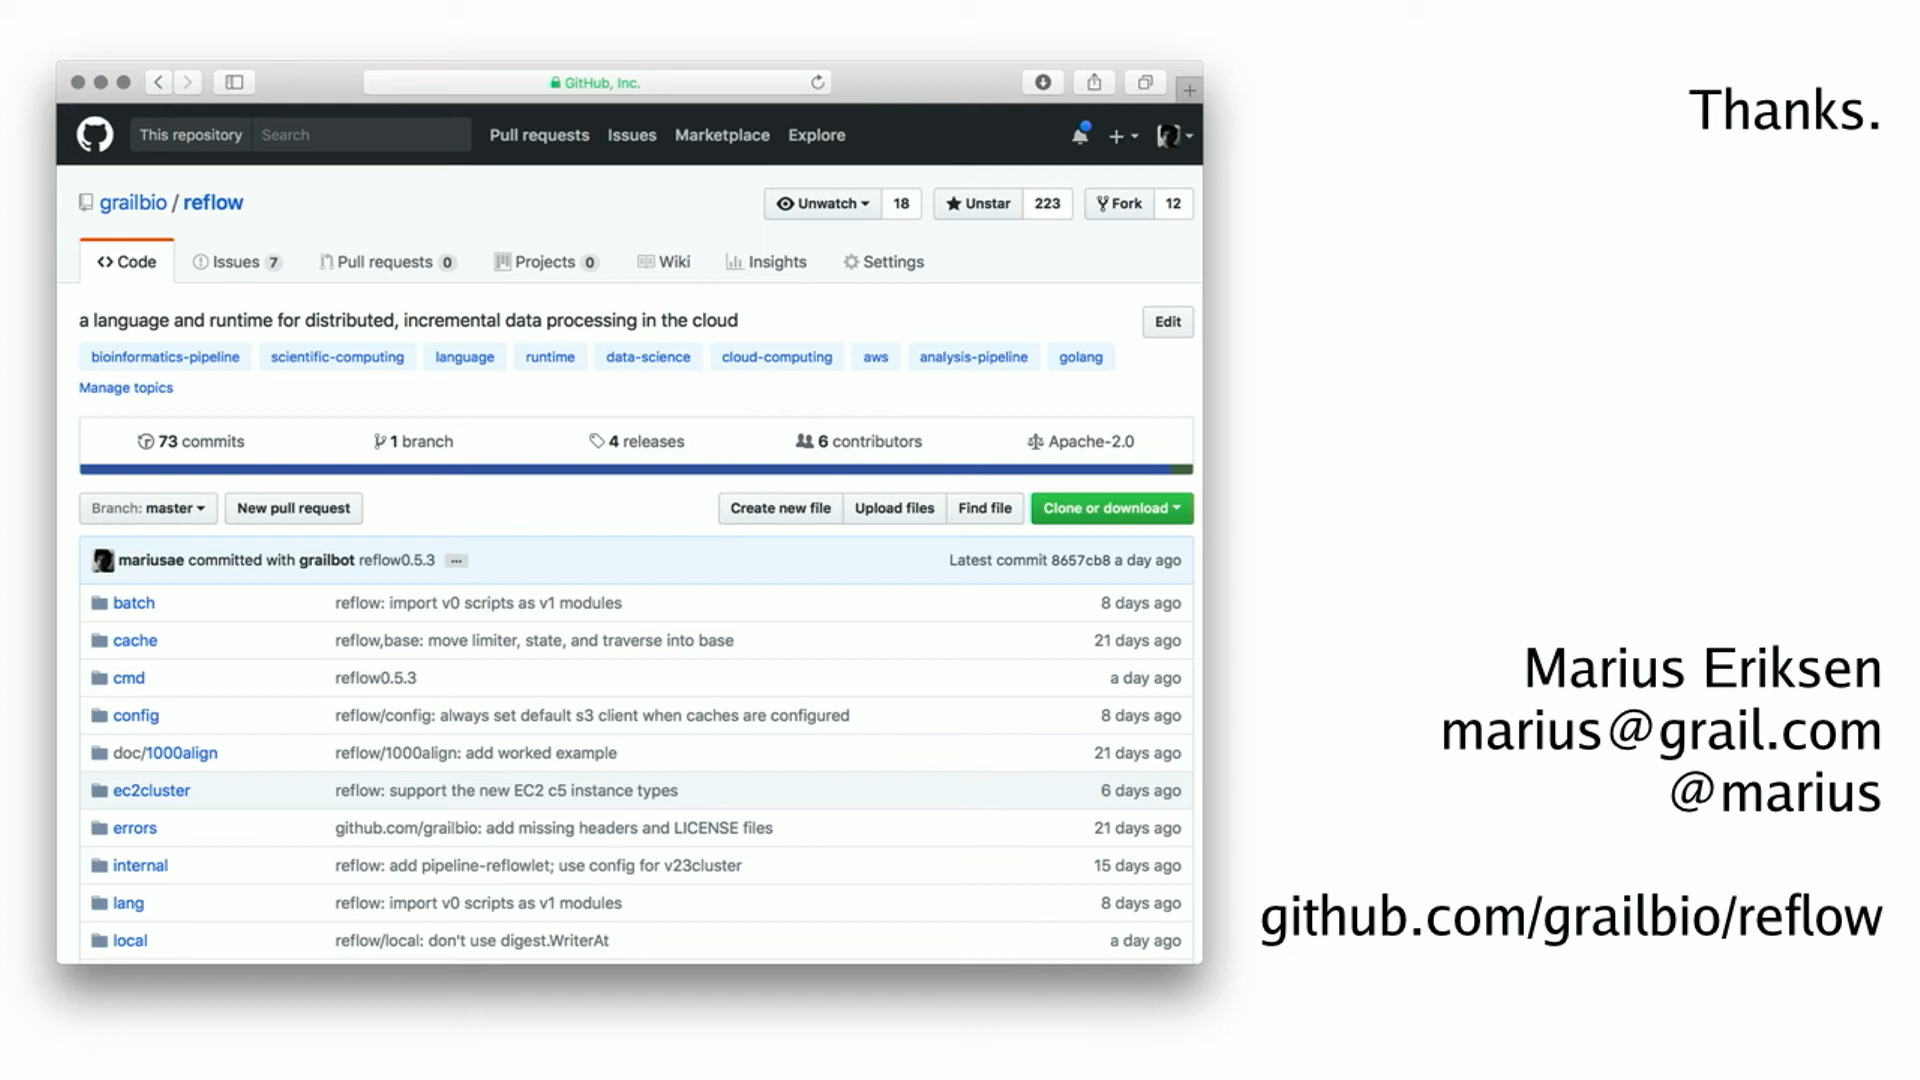 GitHub, Inc.
Thanks.
This repository Search Pull requests Issues Marketplace Explore
grailbio / reflow Unwatch 18 Unstar 223 Fork 12
Code Issues 7 Pull requests 0 Projects 0 Wiki Insights Settings
a language and runtime for distributed, incremental data processing in the cloud Edit
bioinformatics-pipeline scientific-computing language runtime data-science cloud-computing aws analysis-pipeline golang
Manage topics
73 commits 1 branch 4 releases 6 contributors Apache-2.0
Branch: master New pull request Create new file Upload files Find file Clone or download
mariusae committed with grailbot reflow0.5.3 ... Latest commit 8657cb8 a day ago
batch reflow: import v0 scripts as v1 modules 8 days ago
cache reflow,base: move limiter, state, and traverse into base 21 days ago
cmd reflow0.5.3 a day ago
config reflow/config: always set default s3 client when caches are configured 8 days ago
doc/1000align reflow/1000align: add worked example 21 days ago
ec2cluster reflow: support the new EC2 c5 instance types 6 days ago
errors github.com/grailbio: add missing headers and LICENSE files 21 days ago
internal reflow: add pipeline-reflowlet; use config for v23cluster 15 days ago
lang reflow: import v0 scripts as v1 modules 8 days ago
local reflow/local: don't use digest.WriterAt a day ago
Marius Eriksen
marius@grail.com
@marius
github.com/grailbio/reflow